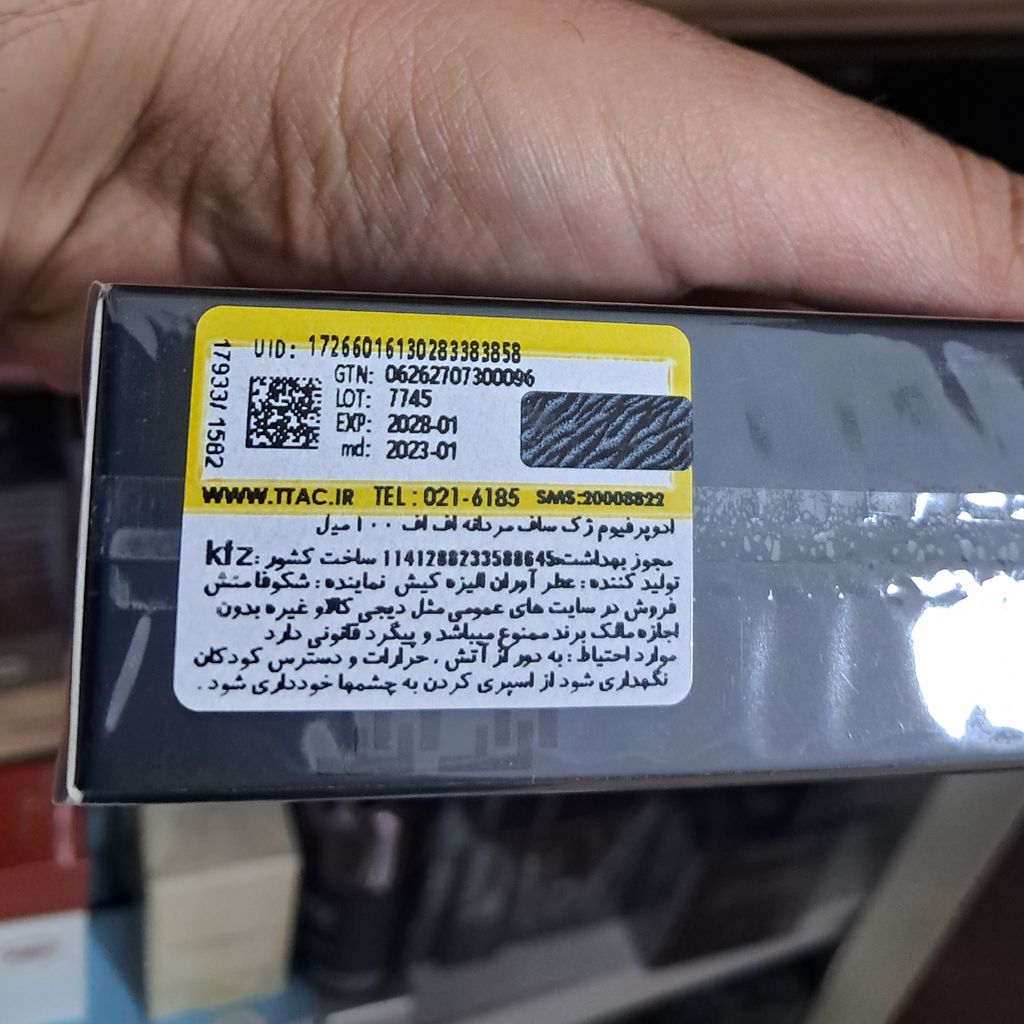 UID: 17266016130283383858
GTN: 06262707300096
LOT: 7745
EXP: 2028-01
md: 2023-01
17933/ 1582
WWW.TTAC.IR TEL : 021-6185 SMS:20008822
ادوپرفیوم ژک ساف مردانه اف اف ۱۰۰ میل
مجوز بهداشت:1141288233588645 ساخت کشور :kfz
تولید کننده : عطر آوران الیزه کیش نماینده : شکوفامنش
فروش در سایت های عمومی مثل دیجی کالاو غیره بدون
اجازه مالک برند ممنوع میباشد و پیگرد قانونی دارد
موارد احتیاط : به دور از آتش . حرارات و دسترس کودکان
نگهداری شود از اسپری کردن به چشمها خودداری شود .